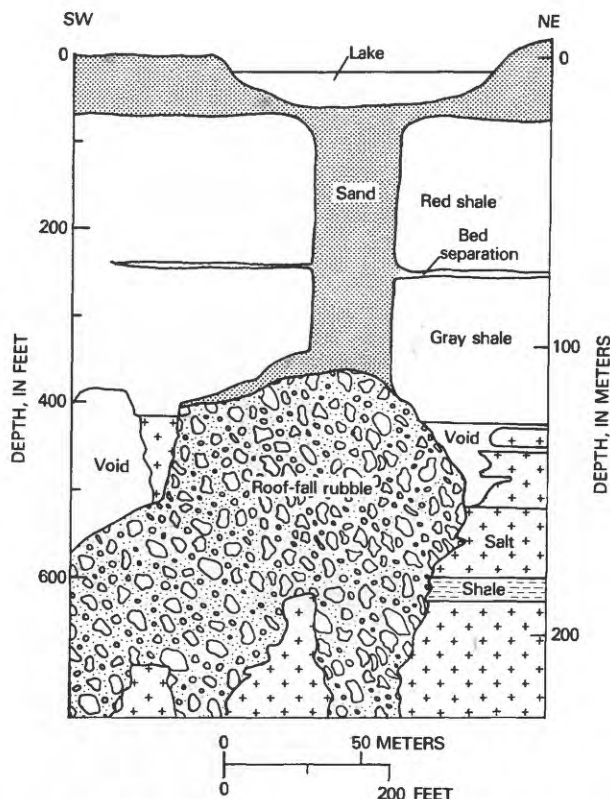 SW
NE
0
0
Lake
Sand
Red shale
200
Bed
separation
Gray shale
100
DEPTH, IN FEET
DEPTH, IN METERS
400
Void
Void
Roof-fall rubble
Salt
600
Shale
200
0
50 METERS
0
200 FEET